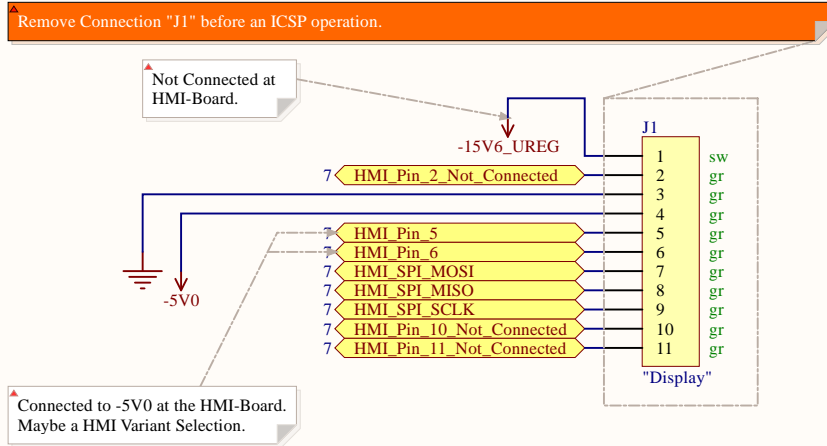 Remove Connection "J1" before an ICSP operation.
Not Connected at
HMI-Board.
-15V6_UREG
J1
1 sw
7 HMI_Pin_2_Not_Connected 2 gr
3 gr
4 gr
7 HMI_Pin_5 5 gr
7 HMI_Pin_6 6 gr
7 HMI_SPI_MOSI 7 gr
7 HMI_SPI_MISO 8 gr
-5V0
7 HMI_SPI_SCLK 9 gr
7 HMI_Pin_10_Not_Connected 10 gr
7 HMI_Pin_11_Not_Connected 11 gr
"Display"
Connected to -5V0 at the HMI-Board.
Maybe a HMI Variant Selection.